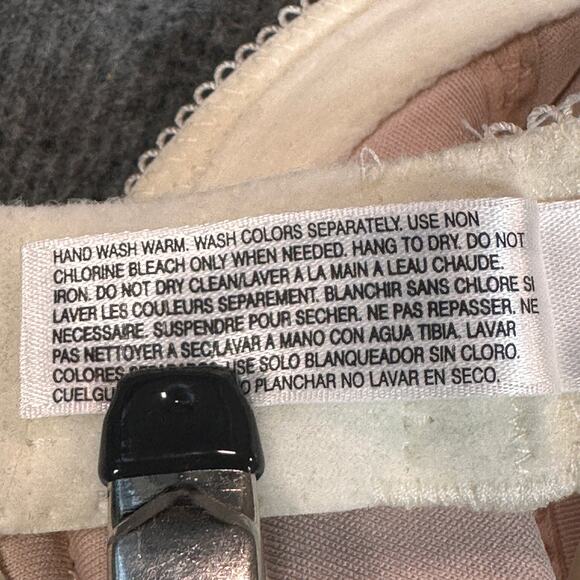 HAND WASH WARM. WASH COLORS SEPARATELY. USE NON
CHLORINE BLEACH ONLY WHEN NEEDED. HANG TO DRY. DO NOT
IRON. DO NOT DRY CLEAN/LAVER A LA MAIN A LEAU CHAUDE.
LAVER LES COULEURS SEPAREMENT. BLANCHIR SANS CHLORE SI
NECESSAIRE. SUSPENDRE POUR SECHER. NE PAS REPASSER. NE
PAS NETTOYER A SEC/LAVAR A MANO CON AGUA TIBIA. LAVAR
COLORES USE SOLO BLANQUEADOR SIN CLORO.
PLANCHAR NO LAVAR EN SECO.